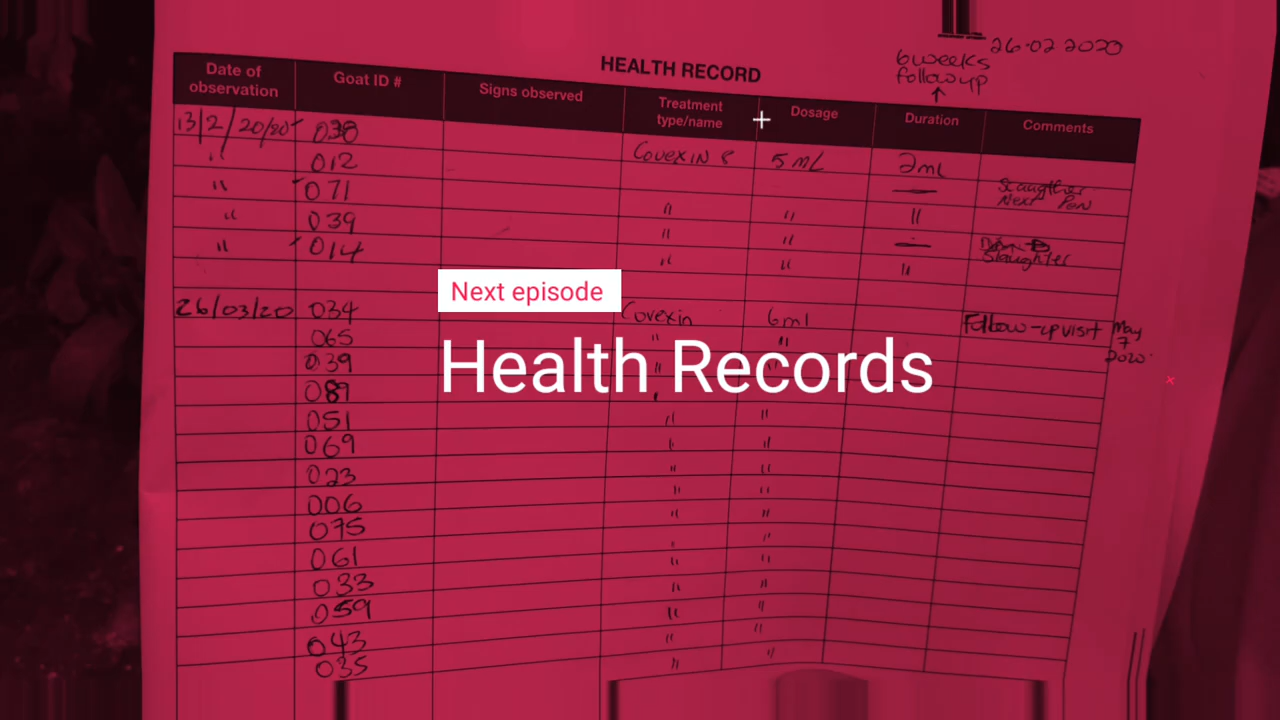 26.02 2020
6 weeks
follow up
HEALTH RECORD
Date of observation Goat ID # Signs observed Treatment type/name Dosage Duration Comments
13/2/20/20 038 Covexin 8 5 mL 2mL
" 012 Slaugther Next Pen
" 071 " " "
" 039 " "
" 014 " " " Slaughter
Next episode
26/03/20 034 Covexin 6ml Follow-up visit May 7 2020
065 " "
Health Records
039 " "
089 "
051 " "
069 " "
023 " "
006 " "
075 " "
061 " "
033 " "
059 " "
043 " "
035 " "